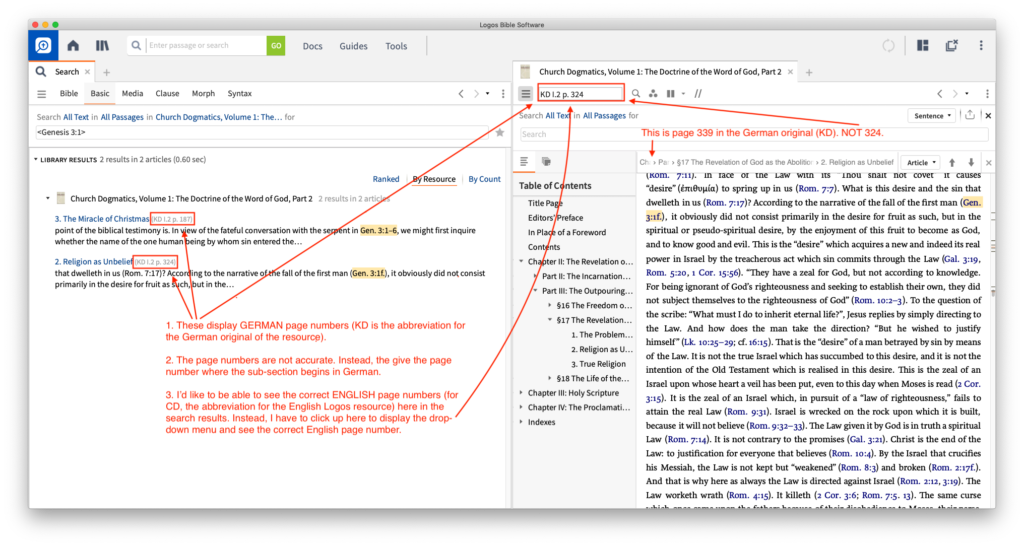 Logos Bible Software
Enter passage or search
GO
Docs
Guides
Tools
Search
Bible
Basic
Media
Clause
Morph
Syntax
Search All Text in All Passages in Church Dogmatics, Volume 1: The… for
<Genesis 3:1>
LIBRARY RESULTS 2 results in 2 articles (0.60 sec)
Ranked
By Resource
By Count
Church Dogmatics, Volume 1: The Doctrine of the Word of God, Part 2 2 results in 2 articles
3. The Miracle of Christmas (KD I.2 p. 187)
point of the biblical testimony is. In view of the fateful conversation with the serpent in Gen. 3:1–6, we might first inquire
whether the name of the one human being by whom sin entered the…
2. Religion as Unbelief (KD I.2 p. 324)
that dwelleth in us (Rom. 7:17)? According to the narrative of the fall of the first man (Gen. 3:1f.), it obviously did not consist
primarily in the desire for fruit as such, but in the…
1. These display GERMAN page numbers (KD is the abbreviation for
the German original of the resource).
2. The page numbers are not accurate. Instead, the give the page
number where the sub-section begins in German.
3. I'd like to be able to see the correct ENGLISH page numbers (for
CD, the abbreviation for the English Logos resource) here in the
search results. Instead, I have to click up here to display the drop-
down menu and see the correct English page number.
Church Dogmatics, Volume 1: The Doctrine of the Word of God, Part 2
KD I.2 p. 324
Search All Text in All Passages for
Sentence
Search
This is page 339 in the German original (KD). NOT 324.
Ch › Pa › §17 The Revelation of God as the Abolition › 2. Religion as Unbelief
Article
Table of Contents
Title Page
Editors' Preface
In Place of a Foreword
Contents
Chapter II: The Revelation o…
Part II: The Incarnation…
Part III: The Outpouring…
§16 The Freedom o…
§17 The Revelation…
1. The Problem…
2. Religion as U…
3. True Religion
§18 The Life of the…
Chapter III: Holy Scripture
Chapter IV: The Proclamati…
Indexes
(Rom. 7:11). In face of the Law with its "Thou shalt not covet" it causes
"desire" (ἐπιθυμία) to spring up in us (Rom. 7:7). What is this desire and the sin that
dwelleth in us (Rom. 7:17)? According to the narrative of the fall of the first man (Gen.
3:1f.), it obviously did not consist primarily in the desire for fruit as such, but in the
spiritual or pseudo-spiritual desire, by the enjoyment of this fruit to become as God,
and to know good and evil. This is the "desire" which acquires a new and indeed its real
power in Israel by the treacherous act which sin commits through the Law (Gal. 3:19,
Rom. 5:20, 1 Cor. 15:56). "They have a zeal for God, but not according to knowledge.
For being ignorant of God's righteousness and seeking to establish their own, they did
not subject themselves to the righteousness of God" (Rom. 10:2–3). To the question of
the scribe: "What must I do to inherit eternal life?", Jesus replies by simply directing to
the Law. And how does the man take the direction? "But he wished to justify
himself" (Lk. 10:25–29; cf. 16:15). That is the "desire" of a man betrayed by sin by means
of the Law. It is not the true Israel which has succumbed to this desire, and it is not the
intention of the Old Testament which is realised in this desire. This is the zeal of an
Israel upon whose heart a veil has been put, even to this day when Moses is read (2 Cor.
3:15). It is the zeal of an Israel which, in pursuit of a "law of righteousness," fails to
attain the real Law (Rom. 9:31). Israel is wrecked on the rock upon which it is built,
because it will not believe (Rom. 9:32–33). The Law given it by God is in truth a spiritual
Law (Rom. 7:14). It is not contrary to the promises (Gal. 3:21). Christ is the end of the
Law: to justification for everyone that believes (Rom. 10:4). By the Israel that crucifies
his Messiah, the Law is not kept but "weakened" (Rom. 8:3) and broken (Rom. 2:17f.).
And that is why here as always the Law is directed against Israel (Rom. 2:12, 3:19). The
Law worketh wrath (Rom. 4:15). It killeth (2 Cor. 3:6; Rom. 7:5, 13). The same curse